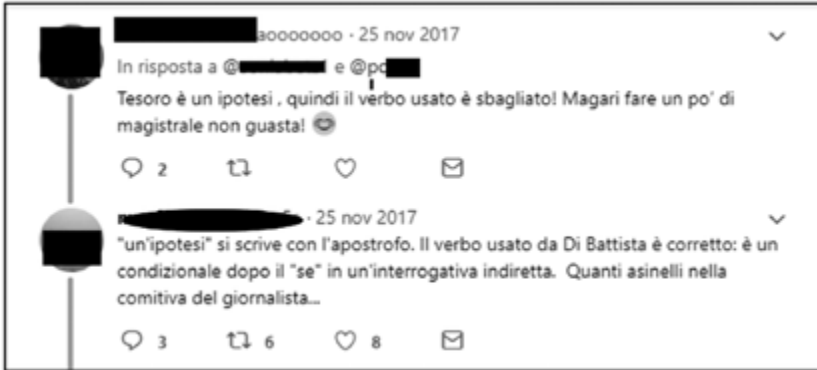 aooooooo · 25 nov 2017
In risposta a @ e @po
Tesoro è un ipotesi , quindi il verbo usato è sbagliato! Magari fare un po' di
magistrale non guasta!
2
· 25 nov 2017
"un'ipotesi" si scrive con l'apostrofo. Il verbo usato da Di Battista è corretto: è un
condizionale dopo il "se" in un'interrogativa indiretta. Quanti asinelli nella
comitiva del giornalista...
3 6 8